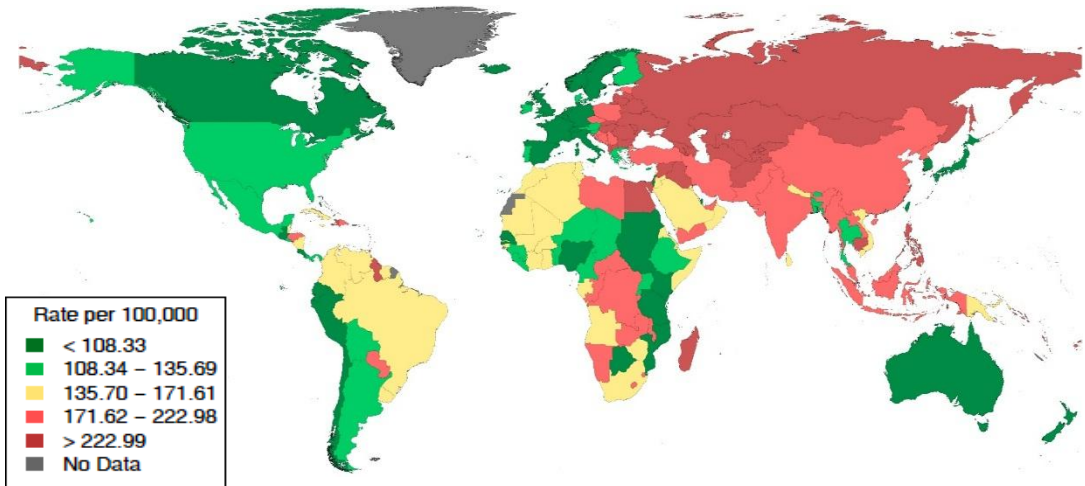 Rate per 100,000
< 108.33
108.34 – 135.69
135.70 – 171.61
171.62 – 222.98
> 222.99
No Data